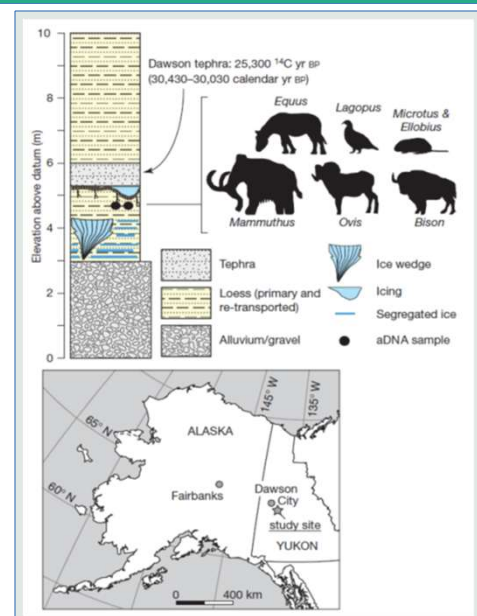 10
8
6
4
2
0
Elevation above datum (m)
Dawson tephra: 25,300 ¹⁴C yr BP
(30,430–30,030 calendar yr BP)
Equus
Lagopus
Microtus &
Ellobius
Mammuthus
Ovis
Bison
Tephra
Ice wedge
Loess (primary and
re-transported)
Icing
Segregated ice
Alluvium/gravel
aDNA sample
145° W
135° W
65° N
ALASKA
60° N
Fairbanks
Dawson
City
study site
YUKON
0 400 km